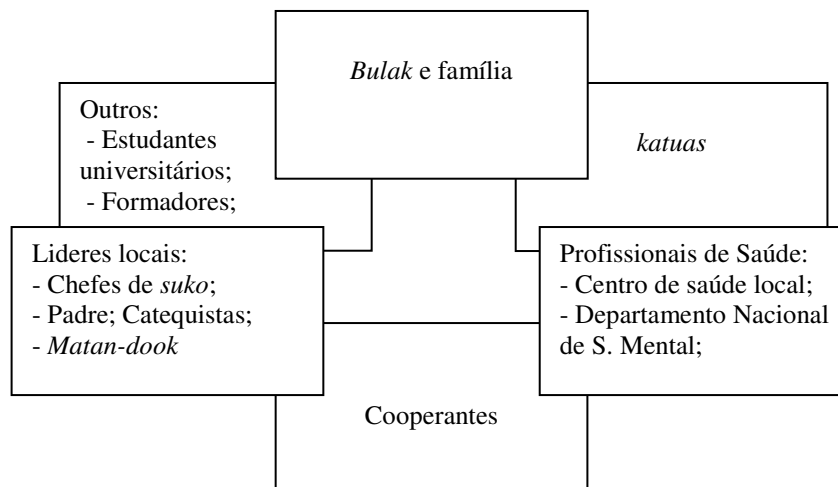 Bulak e família
Outros:
- Estudantes
universitários;
- Formadores;
katuas
Lideres locais:
- Chefes de suko;
- Padre; Catequistas;
- Matan-dook
Profissionais de Saúde:
- Centro de saúde local;
- Departamento Nacional
de S. Mental;
Cooperantes